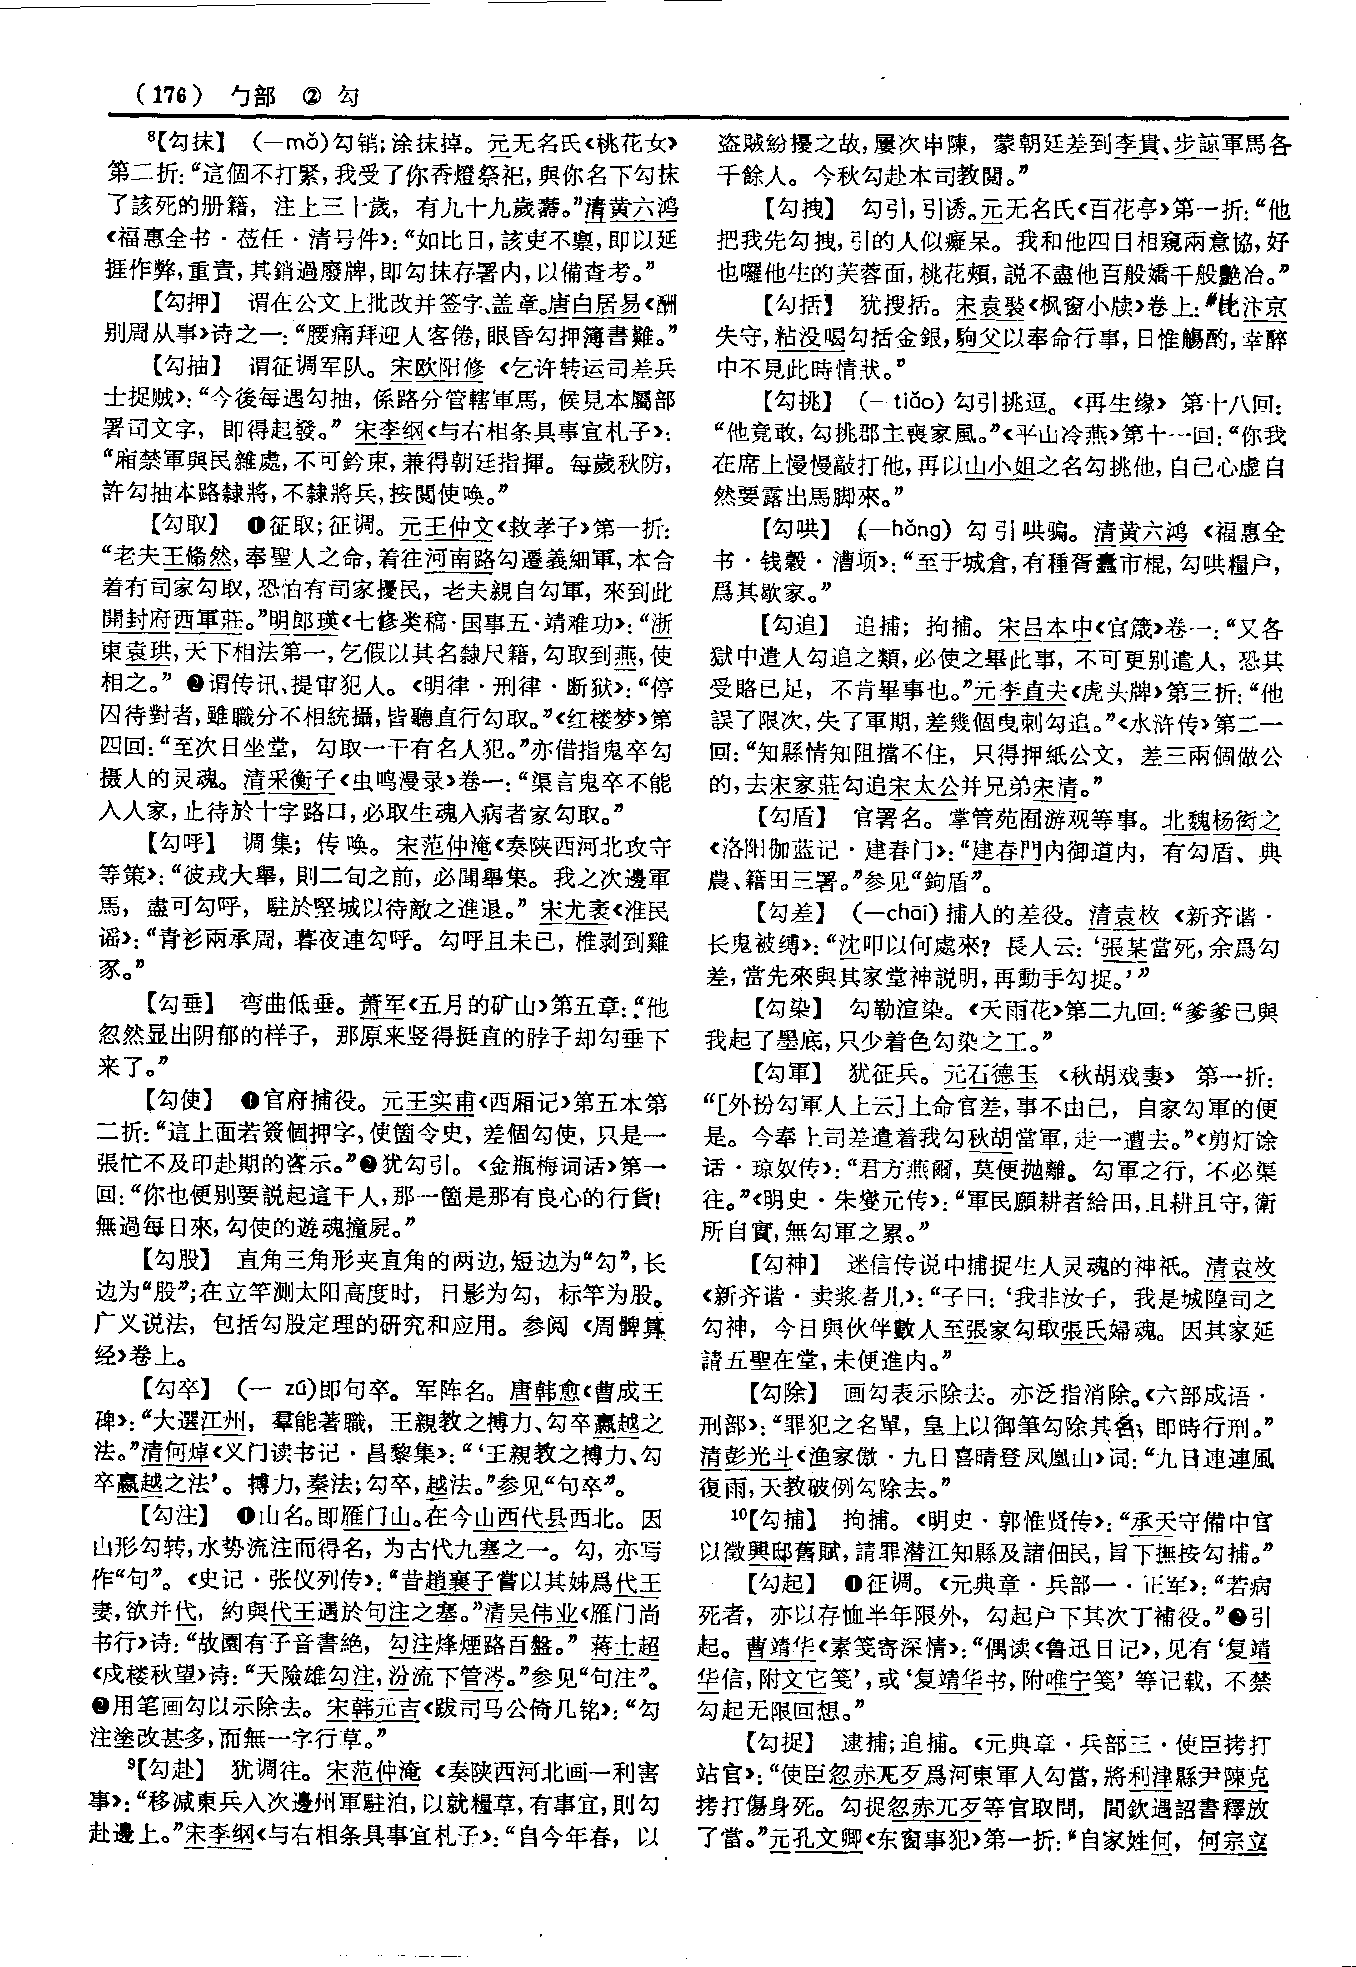 (176) 勹部 ② 勾
⁸【勾抹】 (—mǒ)勾销;涂抹掉。元无名氏《桃花女》
第二折:“這個不打緊,我受了你香燈祭祀,與你名下勾抹
了該死的册籍,注上三十歲,有九十九歲壽。”清黄六鸿
《福惠全书·莅任·清号件》:“如比日,該吏不禀,即以延
捱作弊,重責,其銷過廢牌,即勾抹存署内,以備查考。”
【勾押】 谓在公文上批改并签字、盖章。唐白居易《酬
别周从事》诗之一:“腰痛拜迎人客倦,眼昏勾押簿書難。”
【勾抽】 谓征调军队。宋欧阳修《乞许转运司差兵
士捉贼》:“今後每遇勾抽,係路分管轄軍馬,候見本屬部
署司文字,即得起發。”宋李纲《与右相条具事宜札子》:
“廂禁軍與民雜處,不可鈐束,兼得朝廷指揮。每歲秋防,
許勾抽本路隸將,不隸將兵,按閲使唤。”
【勾取】 ❶征取;征调。元王仲文《救孝子》第一折:
“老夫王翛然,奉聖人之命,着往河南路勾遷義細軍,本合
着有司家勾取,恐怕有司家擾民,老夫親自勾軍,來到此
開封府西軍莊。”明郎瑛《七修类稿·国事五·靖难功》:“浙
東袁珙,天下相法第一,乞假以其名隸尺籍,勾取到燕,使
相之。”❷谓传讯、提审犯人。《明律·刑律·断狱》:“停
囚待對者,雖職分不相統攝,皆聽直行勾取。”《红楼梦》第
四回:“至次日坐堂,勾取一干有名人犯。”亦借指鬼卒勾
摄人的灵魂。清采衡子《虫鸣漫录》卷一:“渠言鬼卒不能
入人家,止待於十字路口,必取生魂入病者家勾取。”
【勾呼】 调集;传唤。宋范仲淹《奏陕西河北攻守
等策》:“彼戎大舉,則二旬之前,必聞舉集。我之次邊軍
馬,盡可勾呼,駐於堅城以待敵之進退。”宋尤袤《淮民
谣》:“青衫兩承局,暮夜連勾呼。勾呼且未已,椎剥到雞
豕。”
【勾垂】 弯曲低垂。萧军《五月的矿山》第五章:“他
忽然显出阴郁的样子,那原来竖得挺直的脖子却勾垂下
来了。”
【勾使】 ❶官府捕役。元王实甫《西厢记》第五本第
二折:“這上面若簽個押字,使箇令史,差個勾使,只是一
張忙不及印赴期的咨示。”❷犹勾引。《金瓶梅词话》第一
回:“你也便别要説起這干人,那一箇是那有良心的行貨!
無過每日來,勾使的遊魂撞屍。”
【勾股】 直角三角形夹直角的两边,短边为“勾”,长
边为“股”;在立竿测太阳高度时,日影为勾,标竿为股。
广义说法,包括勾股定理的研究和应用。参阅《周髀算
经》卷上。
【勾卒】 (— zú)即句卒。军阵名。唐韩愈《曹成王
碑》:“大選江州,羣能著職,王親教之搏力、勾卒嬴越之
法。”清何焯《义门读书记·昌黎集》:“‘王親教之搏力、勾
卒嬴越之法’。搏力,秦法;勾卒,越法。”参见“句卒”。
【勾注】 ❶山名。即雁门山。在今山西代县西北。因
山形勾转,水势流注而得名,为古代九塞之一。勾,亦写
作“句”。《史记·张仪列传》:“昔趙襄子嘗以其姊爲代王
妻,欲并代,約與代王遇於句注之塞。”清吴伟业《雁门尚
书行》诗:“故園有子音書絶,勾注烽煙路百盤。”蒋士超
《戍楼秋望》诗:“天險雄勾注,汾流下管涔。”参见“句注”。
❷用笔画勾以示除去。宋韩元吉《跋司马公倚几铭》:“勾
注塗改甚多,而無一字行草。”
⁹【勾赴】 犹调往。宋范仲淹《奏陕西河北画一利害
事》:“移减東兵入次邊州軍駐泊,以就糧草,有事宜,則勾
赴邊上。”宋李纲《与右相条具事宜札子》:“自今年春,以
盗賊紛擾之故,屢次申陳,蒙朝廷差到李貴、步諒軍馬各
千餘人。今秋勾赴本司教閲。”
【勾拽】 勾引,引诱。元无名氏《百花亭》第一折:“他
把我先勾拽,引的人似癡呆。我和他四目相窺兩意協,好
也囉他生的芙蓉面,桃花頰,説不盡他百般嬌千般艷冶。”
【勾括】 犹搜括。宋袁褧《枫窗小牍》卷上:“比汴京
失守,粘没喝勾括金銀,駒父以奉命行事,日惟觴酌,幸醉
中不見此時情狀。”
【勾挑】 (— tiǎo)勾引挑逗。《再生缘》第十八回:
“他竟敢,勾挑郡主喪家風。”《平山冷燕》第十一回:“你我
在席上慢慢敲打他,再以山小姐之名勾挑他,自己心虚自
然要露出馬脚來。”
【勾哄】 (—hǒng)勾引哄骗。清黄六鸿《福惠全
书·钱穀·漕项》:“至于城倉,有種胥蠹市棍,勾哄糧户,
爲其歇家。”
【勾追】 追捕;拘捕。宋吕本中《官箴》卷一:“又各
獄中遣人勾追之類,必使之畢此事,不可更别遣人,恐其
受賂已足,不肯畢事也。”元李直夫《虎头牌》第三折:“他
誤了限次,失了軍期,差幾個曳剌勾追。”《水浒传》第二一
回:“知縣情知阻擋不住,只得押紙公文,差三兩個做公
的,去宋家莊勾追宋太公并兄弟宋清。”
【勾盾】 官署名。掌管苑囿游观等事。北魏杨衒之
《洛阳伽蓝记·建春门》:“建春門内御道内,有勾盾、典
農、籍田三署。”参见“鉤盾”。
【勾差】 (—chāi)捕人的差役。清袁枚《新齐谐·
长鬼被缚》:“沈叩以何處來?長人云:‘張某當死,余爲勾
差,當先來與其家堂神説明,再動手勾捉。’”
【勾染】 勾勒渲染。《天雨花》第二九回:“爹爹已與
我起了墨底,只少着色勾染之工。”
【勾軍】 犹征兵。元石德玉《秋胡戏妻》第一折:
“[外扮勾軍人上云]上命官差,事不由己,自家勾軍的便
是。今奉上司差遣着我勾秋胡當軍,走一遭去。”《剪灯馀
话·琼奴传》:“君方燕爾,莫便抛離。勾軍之行,不必渠
往。”《明史·朱燮元传》:“軍民願耕者給田,且耕且守,衛
所自實,無勾軍之累。”
【勾神】 迷信传说中捕捉生人灵魂的神祇。清袁枚
《新齐谐·卖浆者儿》:“子曰:‘我非汝子,我是城隍司之
勾神,今日與伙伴數人至張家勾取張氏婦魂。因其家延
請五聖在堂,未便進内。”
【勾除】 画勾表示除去。亦泛指消除。《六部成语·
刑部》:“罪犯之名單,皇上以御筆勾除其名,即時行刑。”
清彭光斗《渔家傲·九日喜晴登凤凰山》词:“九日連連風
復雨,天教破例勾除去。”
¹⁰【勾捕】 拘捕。《明史·郭惟贤传》:“承天守備中官
以徵興邸舊賦,請罪潜江知縣及諸佃民,旨下撫按勾捕。”
【勾起】 ❶征调。《元典章·兵部一·正军》:“若病
死者,亦以存恤半年限外,勾起户下其次丁補役。”❷引
起。曹靖华《素笺寄深情》:“偶读《鲁迅日记》,见有‘复靖
华信,附文它笺’,或‘复靖华书,附唯宁笺’等记载,不禁
勾起无限回想。”
【勾捉】 逮捕;追捕。《元典章·兵部三·使臣拷打
站官》:“使臣忽赤兀歹爲河東軍人勾當,將利津縣尹陳克
拷打傷身死。勾捉忽赤兀歹等官取問,間欽遇詔書釋放
了當。”元孔文卿《东窗事犯》第一折:“自家姓何,何宗立